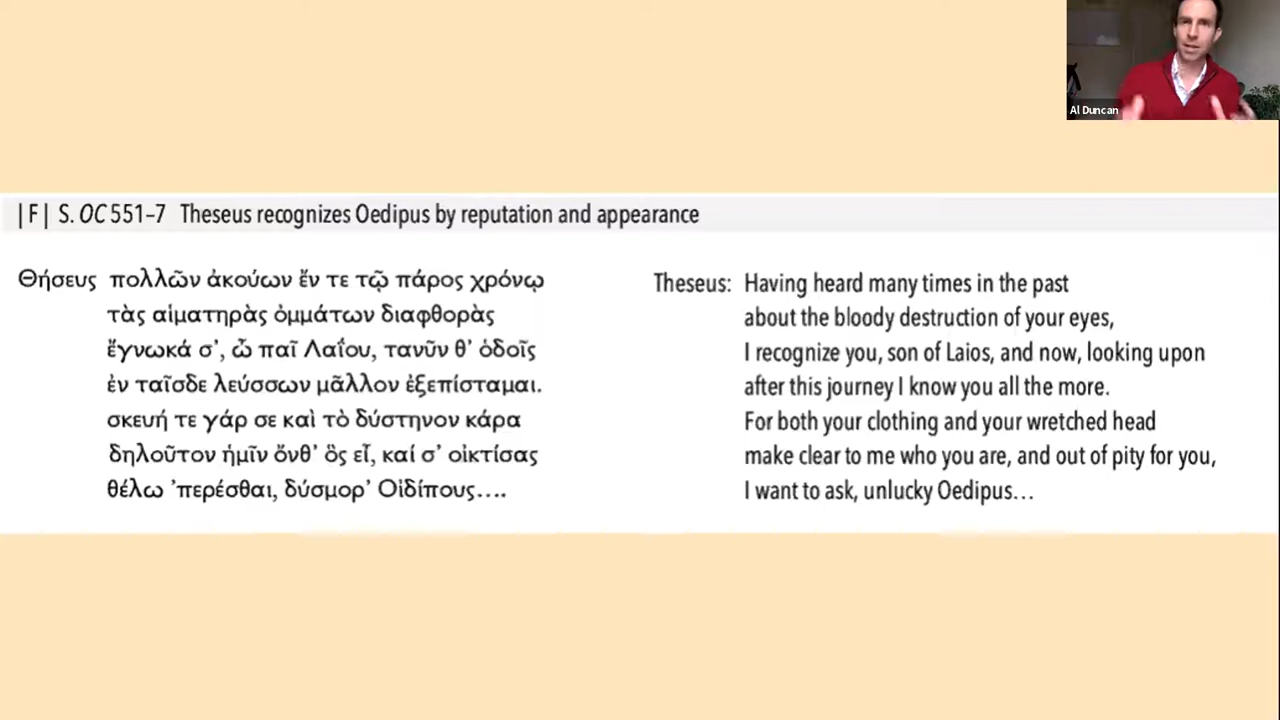 Al Duncan
|F| S. OC 551–7 Theseus recognizes Oedipus by reputation and appearance
Θήσευς πολλῶν ἀκούων ἔν τε τῷ πάρος χρόνῳ
τὰς αἱματηρὰς ὀμμάτων διαφθορὰς
ἔγνωκά σ’, ὦ παῖ Λαΐου, τανῦν θ’ ὁδοῖς
ἐν ταῖσδε λεύσσων μᾶλλον ἐξεπίσταμαι.
σκευή τε γάρ σε καὶ τὸ δύστηνον κάρα
δηλοῦτον ἡμῖν ὄνθ’ ὃς εἶ, καί σ’ οἰκτίσας
θέλω ’περέσθαι, δύσμορ’ Οἰδίπους….
Theseus: Having heard many times in the past
about the bloody destruction of your eyes,
I recognize you, son of Laios, and now, looking upon
after this journey I know you all the more.
For both your clothing and your wretched head
make clear to me who you are, and out of pity for you,
I want to ask, unlucky Oedipus…